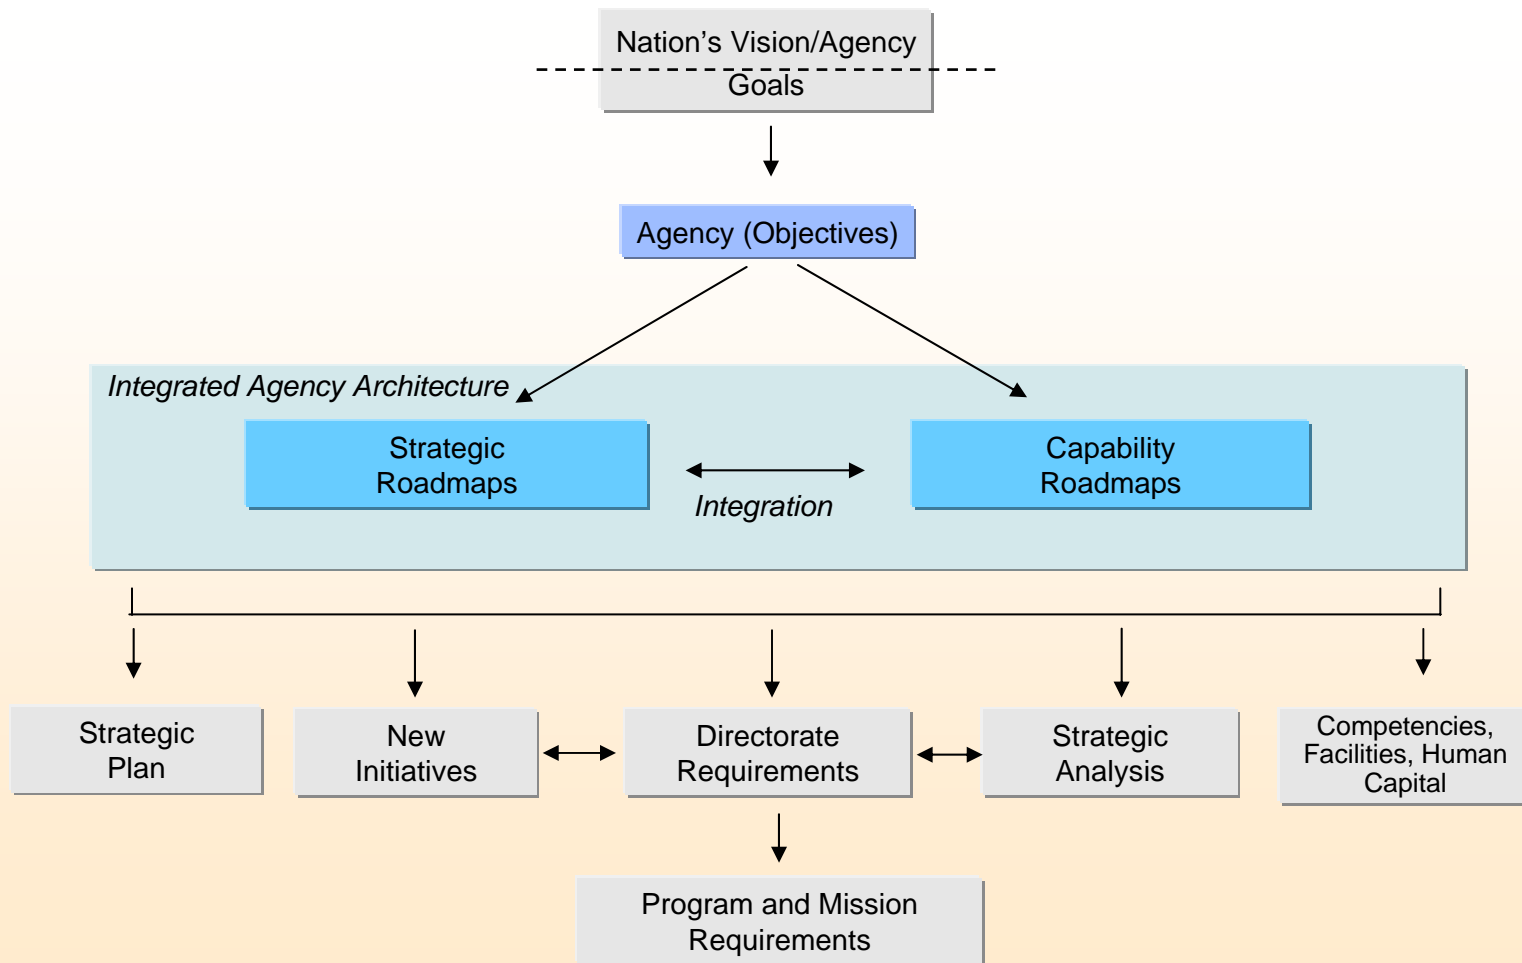 Nation’s Vision/Agency
Goals
Agency (Objectives)
Integrated Agency Architecture
Strategic
Roadmaps
Capability
Roadmaps
Integration
Strategic
Plan
New
Initiatives
Directorate
Requirements
Strategic
Analysis
Competencies,
Facilities, Human
Capital
Program and Mission
Requirements